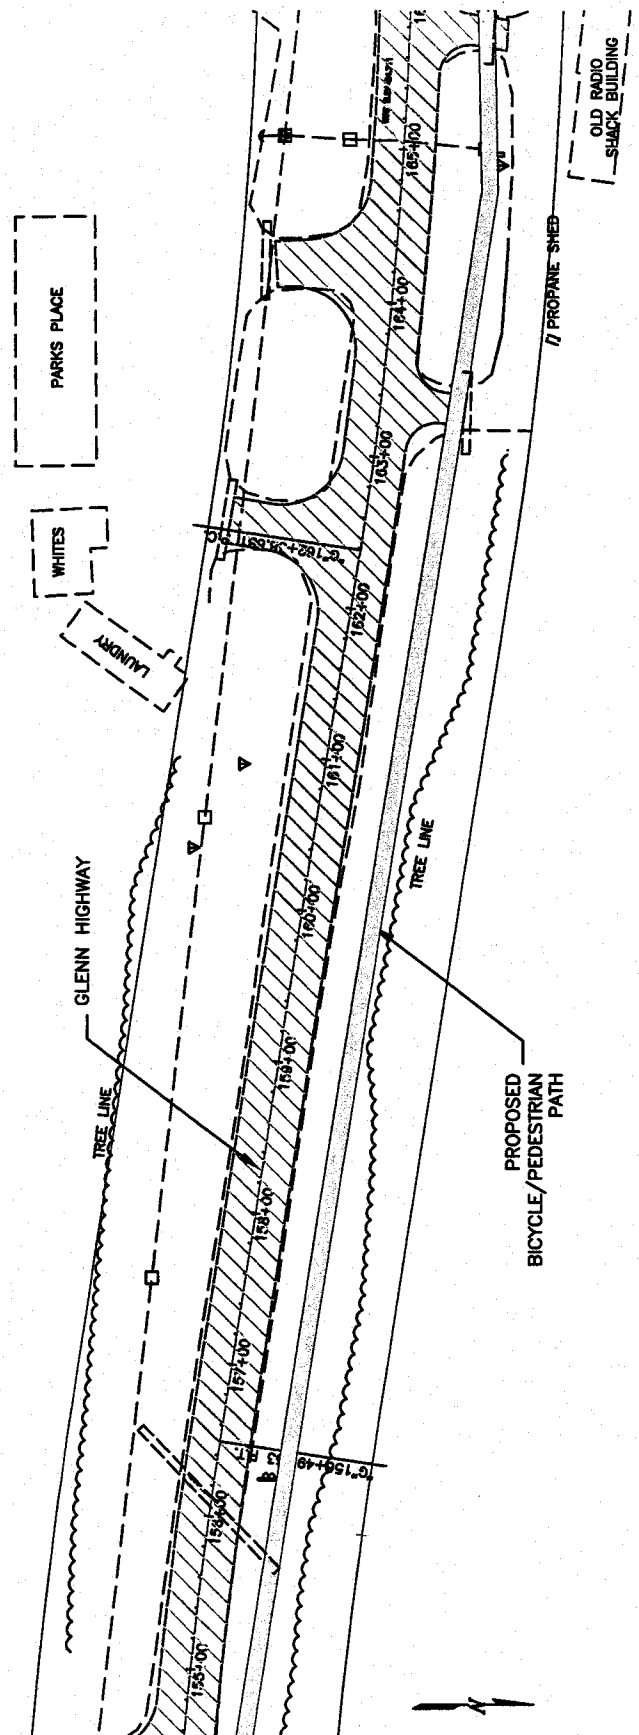 OLD RADIO
SHACK BUILDING
165+00
PROPANE SHED
164+00
PARKS PLACE
163+00
WHITES
162+00
LAUNDRY
161+00
TREE LINE
160+00
GLENN HIGHWAY
159+00
TREE LINE
PROPOSED
BICYCLE/PEDESTRIAN
PATH
158+00
157+00
"G"156+49
156+00
155+00
N